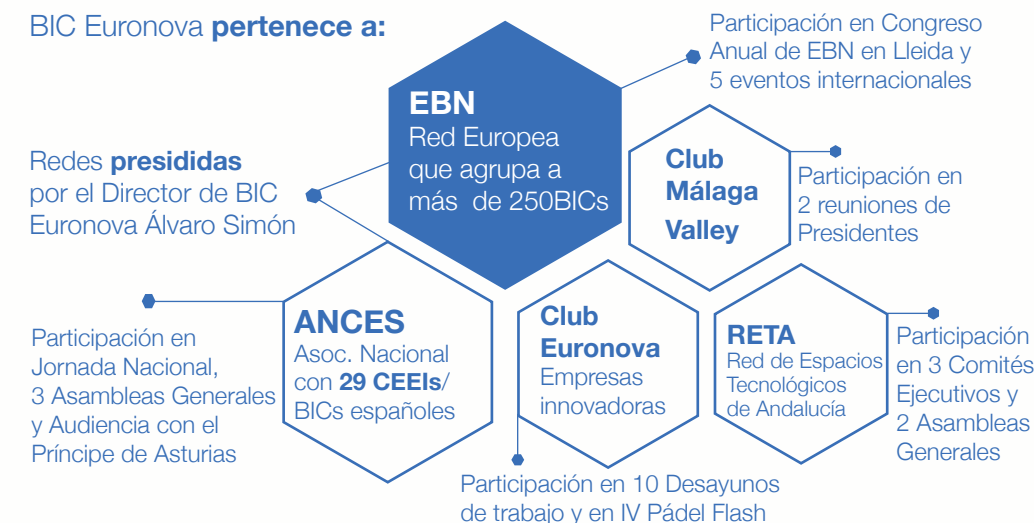 BIC Euronova pertenece a:
Participación en Congreso
Anual de EBN en Lleida y
5 eventos internacionales
EBN
Red Europea
que agrupa a
más de 250BICs
Redes presididas
por el Director de BIC
Euronova Álvaro Simón
Club
Málaga
Valley
Participación en
2 reuniones de
Presidentes
ANCES
Asoc. Nacional
con 29 CEEIs/
BICs españoles
Participación en
Jornada Nacional,
3 Asambleas Generales
y Audiencia con el
Príncipe de Asturias
Club
Euronova
Empresas
innovadoras
RETA
Red de Espacios
Tecnológicos
de Andalucía
Participación
en 3 Comités
Ejecutivos y
2 Asambleas
Generales
Participación en 10 Desayunos
de trabajo y en IV Pádel Flash